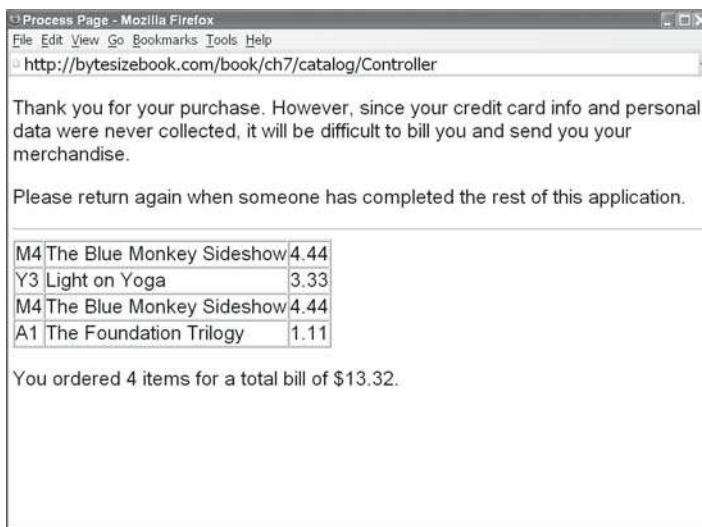 Process Page - Mozilla Firefox
File Edit View Go Bookmarks Tools Help
http://bytesizebook.com/book/ch7/catalog/Controller
Thank you for your purchase. However, since your credit card info and personal
data were never collected, it will be difficult to bill you and send you your
merchandise.
Please return again when someone has completed the rest of this application.
M4 The Blue Monkey Sideshow 4.44
Y3 Light on Yoga 3.33
M4 The Blue Monkey Sideshow 4.44
A1 The Foundation Trilogy 1.11
You ordered 4 items for a total bill of $13.32.